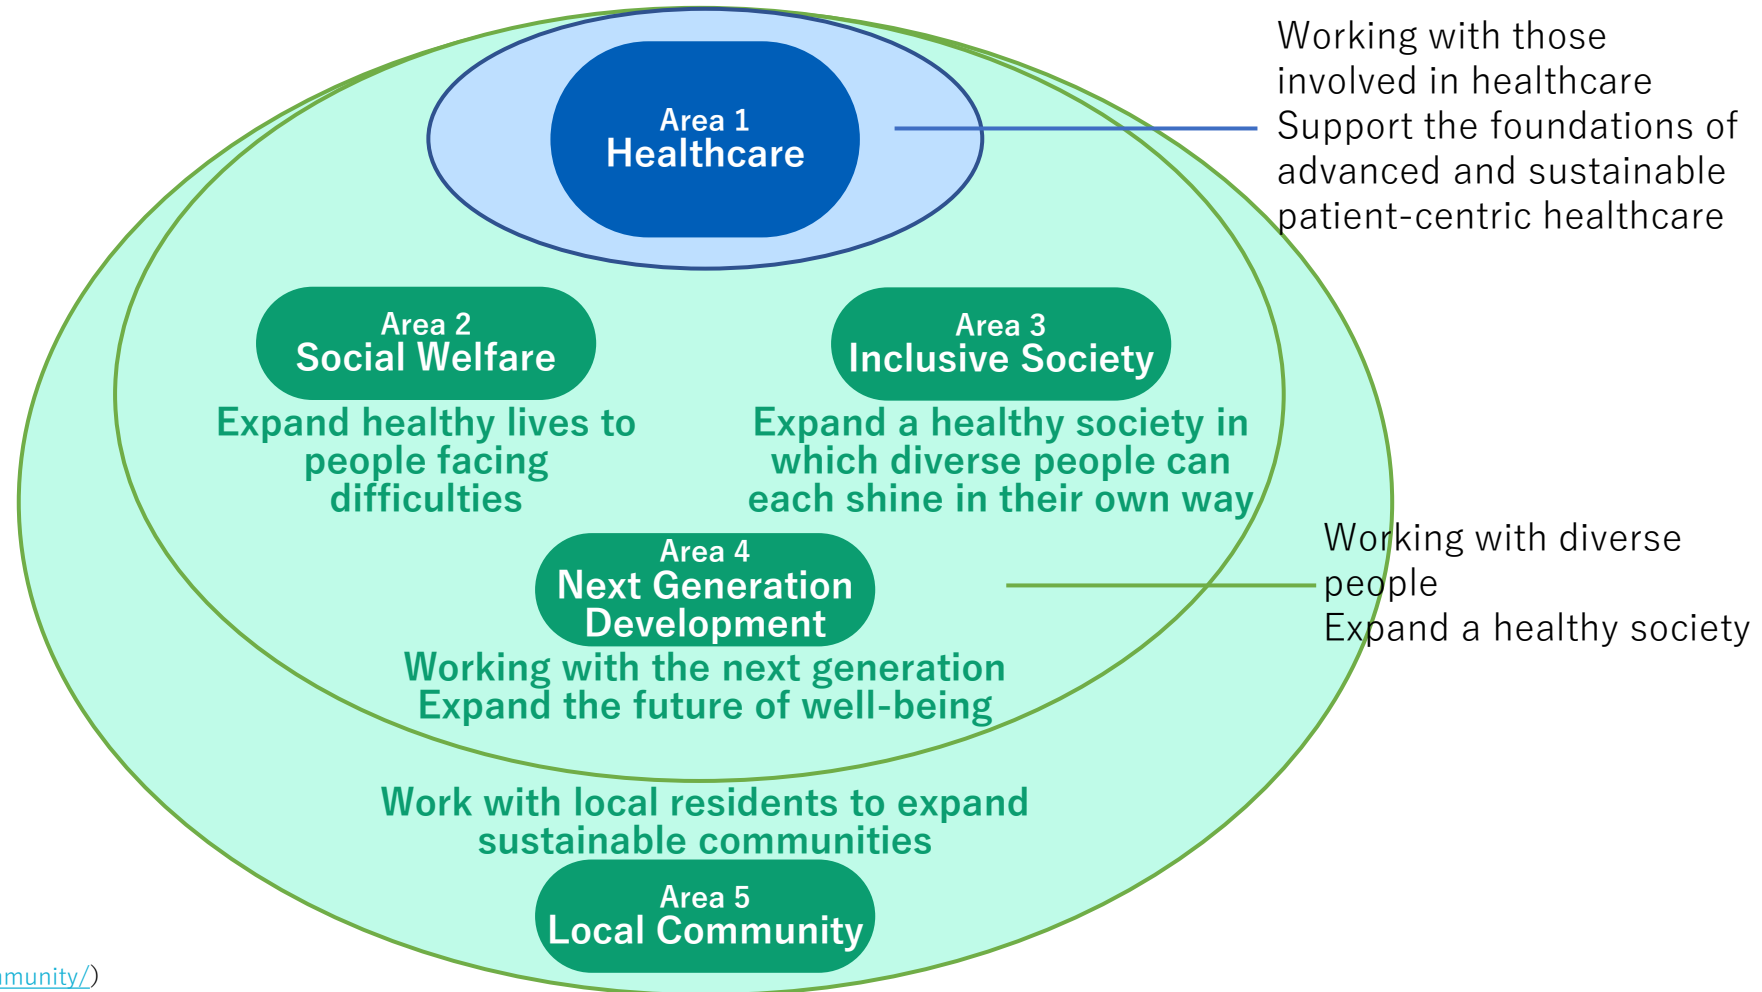 Working with those
involved in healthcare
Support the foundations of
advanced and sustainable
patient-centric healthcare
Area 1
Healthcare
Area 2
Social Welfare
Expand healthy lives to
people facing
difficulties
Area 3
Inclusive Society
Expand a healthy society in
which diverse people can
each shine in their own way
Area 4
Next Generation
Development
Working with the next generation
Expand the future of well-being
Working with diverse
people
Expand a healthy society
Work with local residents to expand
sustainable communities
Area 5
Local Community
munity/)